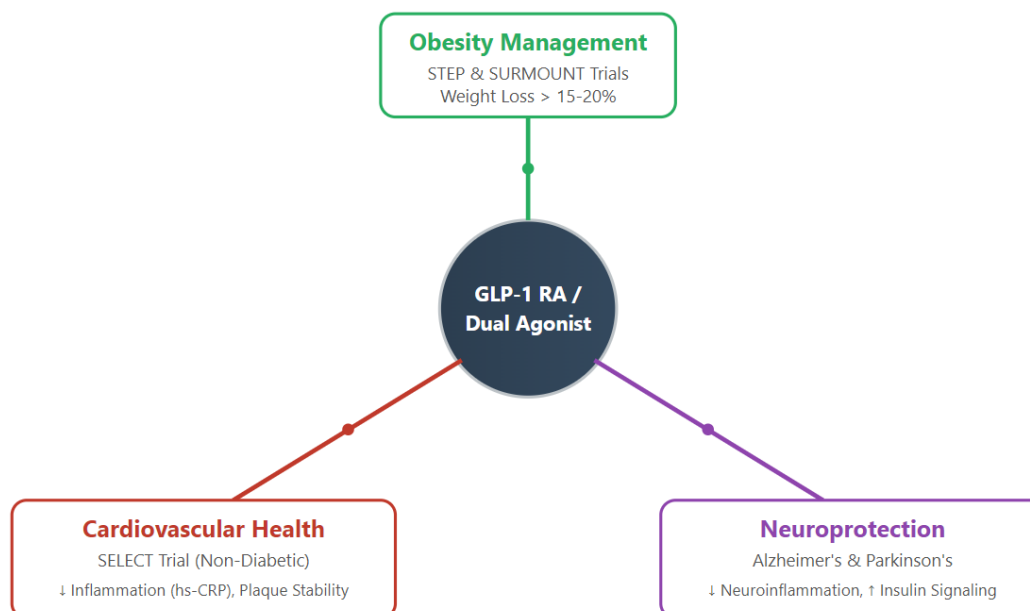 Obesity Management
STEP & SURMOUNT Trials
Weight Loss > 15-20%
GLP-1 RA /
Dual Agonist
Cardiovascular Health
SELECT Trial (Non-Diabetic)
↓ Inflammation (hs-CRP), Plaque Stability
Neuroprotection
Alzheimer's & Parkinson's
↓ Neuroinflammation, ↑ Insulin Signaling